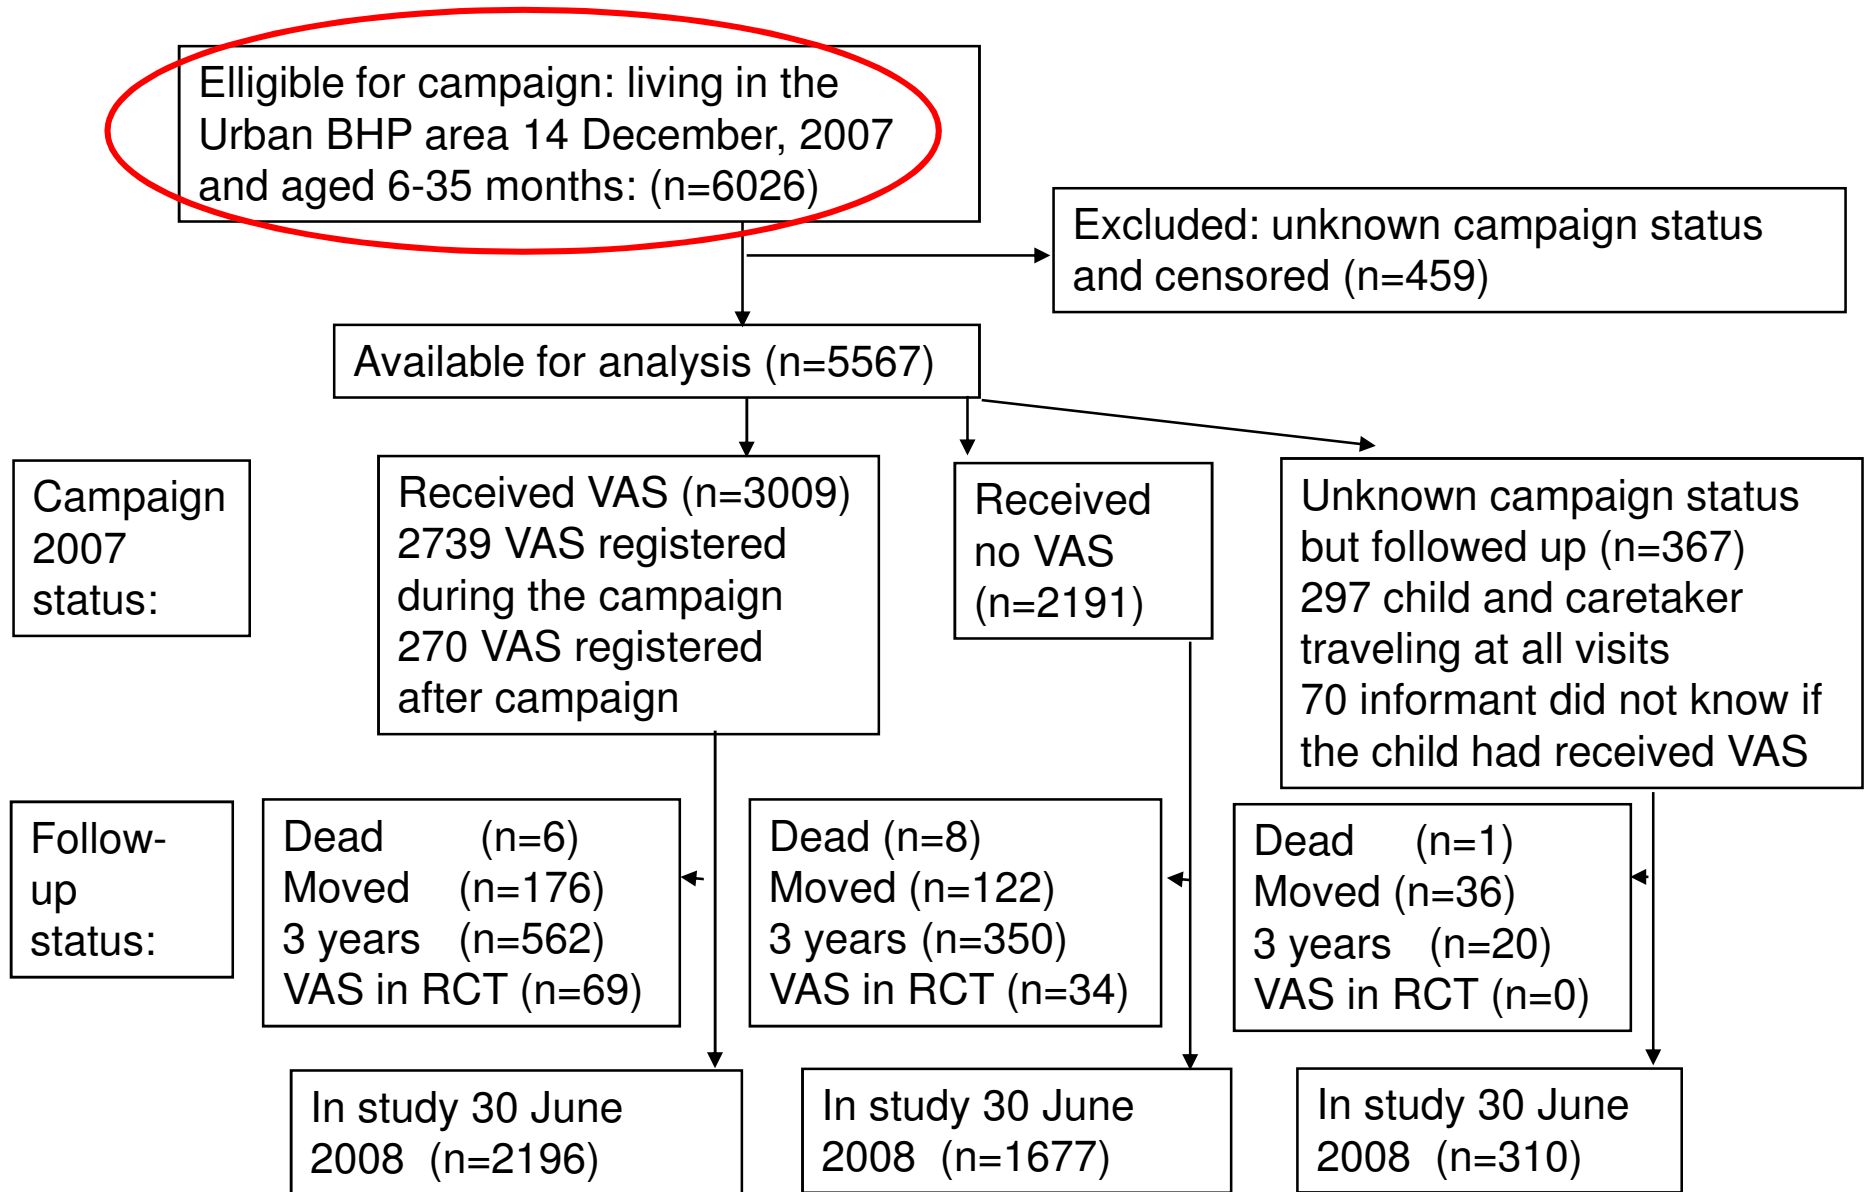 Elligible for campaign: living in the
Urban BHP area 14 December, 2007
and aged 6-35 months: (n=6026)
Excluded: unknown campaign status
and censored (n=459)
Available for analysis (n=5567)
Campaign
2007
status:
Received VAS (n=3009)
2739 VAS registered
during the campaign
270 VAS registered
after campaign
Received
no VAS
(n=2191)
Unknown campaign status
but followed up (n=367)
297 child and caretaker
traveling at all visits
70 informant did not know if
the child had received VAS
Follow-
up
status:
Dead (n=6)
Moved (n=176)
3 years (n=562)
VAS in RCT (n=69)
Dead (n=8)
Moved (n=122)
3 years (n=350)
VAS in RCT (n=34)
Dead (n=1)
Moved (n=36)
3 years (n=20)
VAS in RCT (n=0)
In study 30 June
2008 (n=2196)
In study 30 June
2008 (n=1677)
In study 30 June
2008 (n=310)